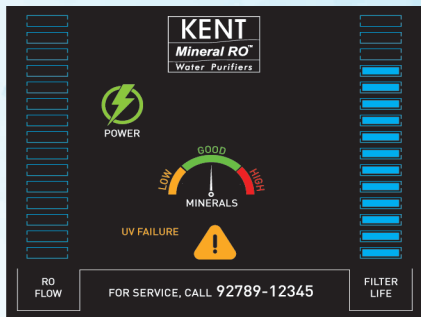 KENT
Mineral RO™
Water Purifiers
POWER
LOW
GOOD
HIGH
MINERALS
UV FAILURE
RO
FLOW
FOR SERVICE, CALL 92789-12345
FILTER
LIFE